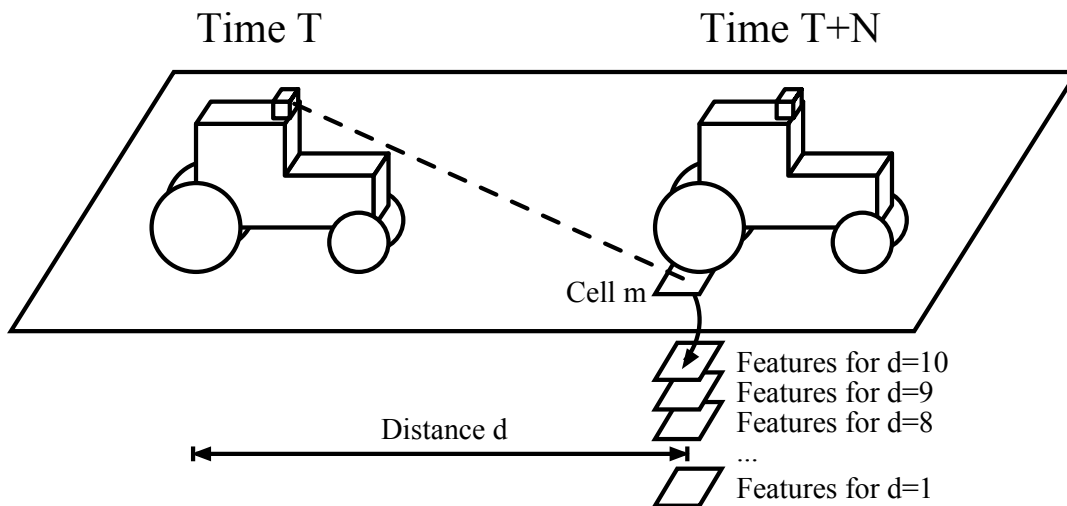 Time T
Time T+N
Cell m
Features for d=10
Features for d=9
Features for d=8
Distance d
...
Features for d=1